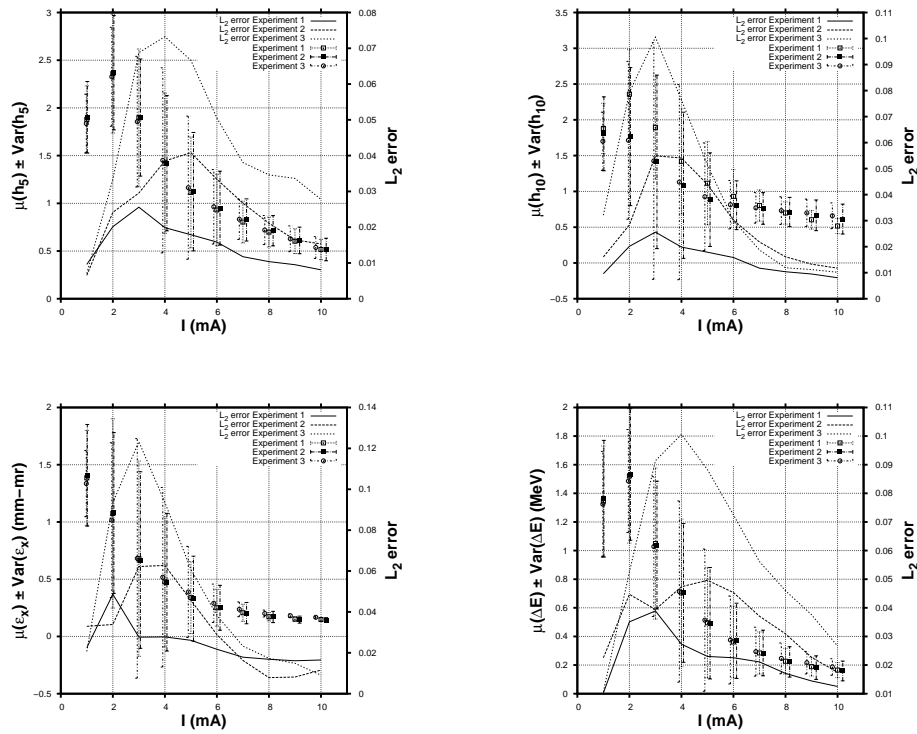 L2 error Experiment 1
L2 error Experiment 2
L2 error Experiment 3
Experiment 1
Experiment 2
Experiment 3
3
2.5
2
1.5
1
0.5
0
0.08
0.07
0.06
0.05
0.04
0.03
0.02
0.01
0
0 2 4 6 8 10
μ(h5) ± Var(h5)
L2 error
I (mA)
L2 error Experiment 1
L2 error Experiment 2
L2 error Experiment 3
Experiment 1
Experiment 2
Experiment 3
3.5
3
2.5
2
1.5
1
0.5
0
−0.5
0.11
0.1
0.09
0.08
0.07
0.06
0.05
0.04
0.03
0.02
0.01
0
0 2 4 6 8 10
μ(h10) ± Var(h10)
L2 error
I (mA)
L2 error Experiment 1
L2 error Experiment 2
L2 error Experiment 3
Experiment 1
Experiment 2
Experiment 3
2
1.5
1
0.5
0
−0.5
0.14
0.12
0.1
0.08
0.06
0.04
0.02
0
0 2 4 6 8 10
μ(εx) ± Var(εx) (mm−mr)
L2 error
I (mA)
L2 error Experiment 1
L2 error Experiment 2
L2 error Experiment 3
Experiment 1
Experiment 2
Experiment 3
2
1.8
1.6
1.4
1.2
1
0.8
0.6
0.4
0.2
0
0.11
0.1
0.09
0.08
0.07
0.06
0.05
0.04
0.03
0.02
0.01
0 2 4 6 8 10
μ(ΔE) ± Var(ΔE) (MeV)
L2 error
I (mA)